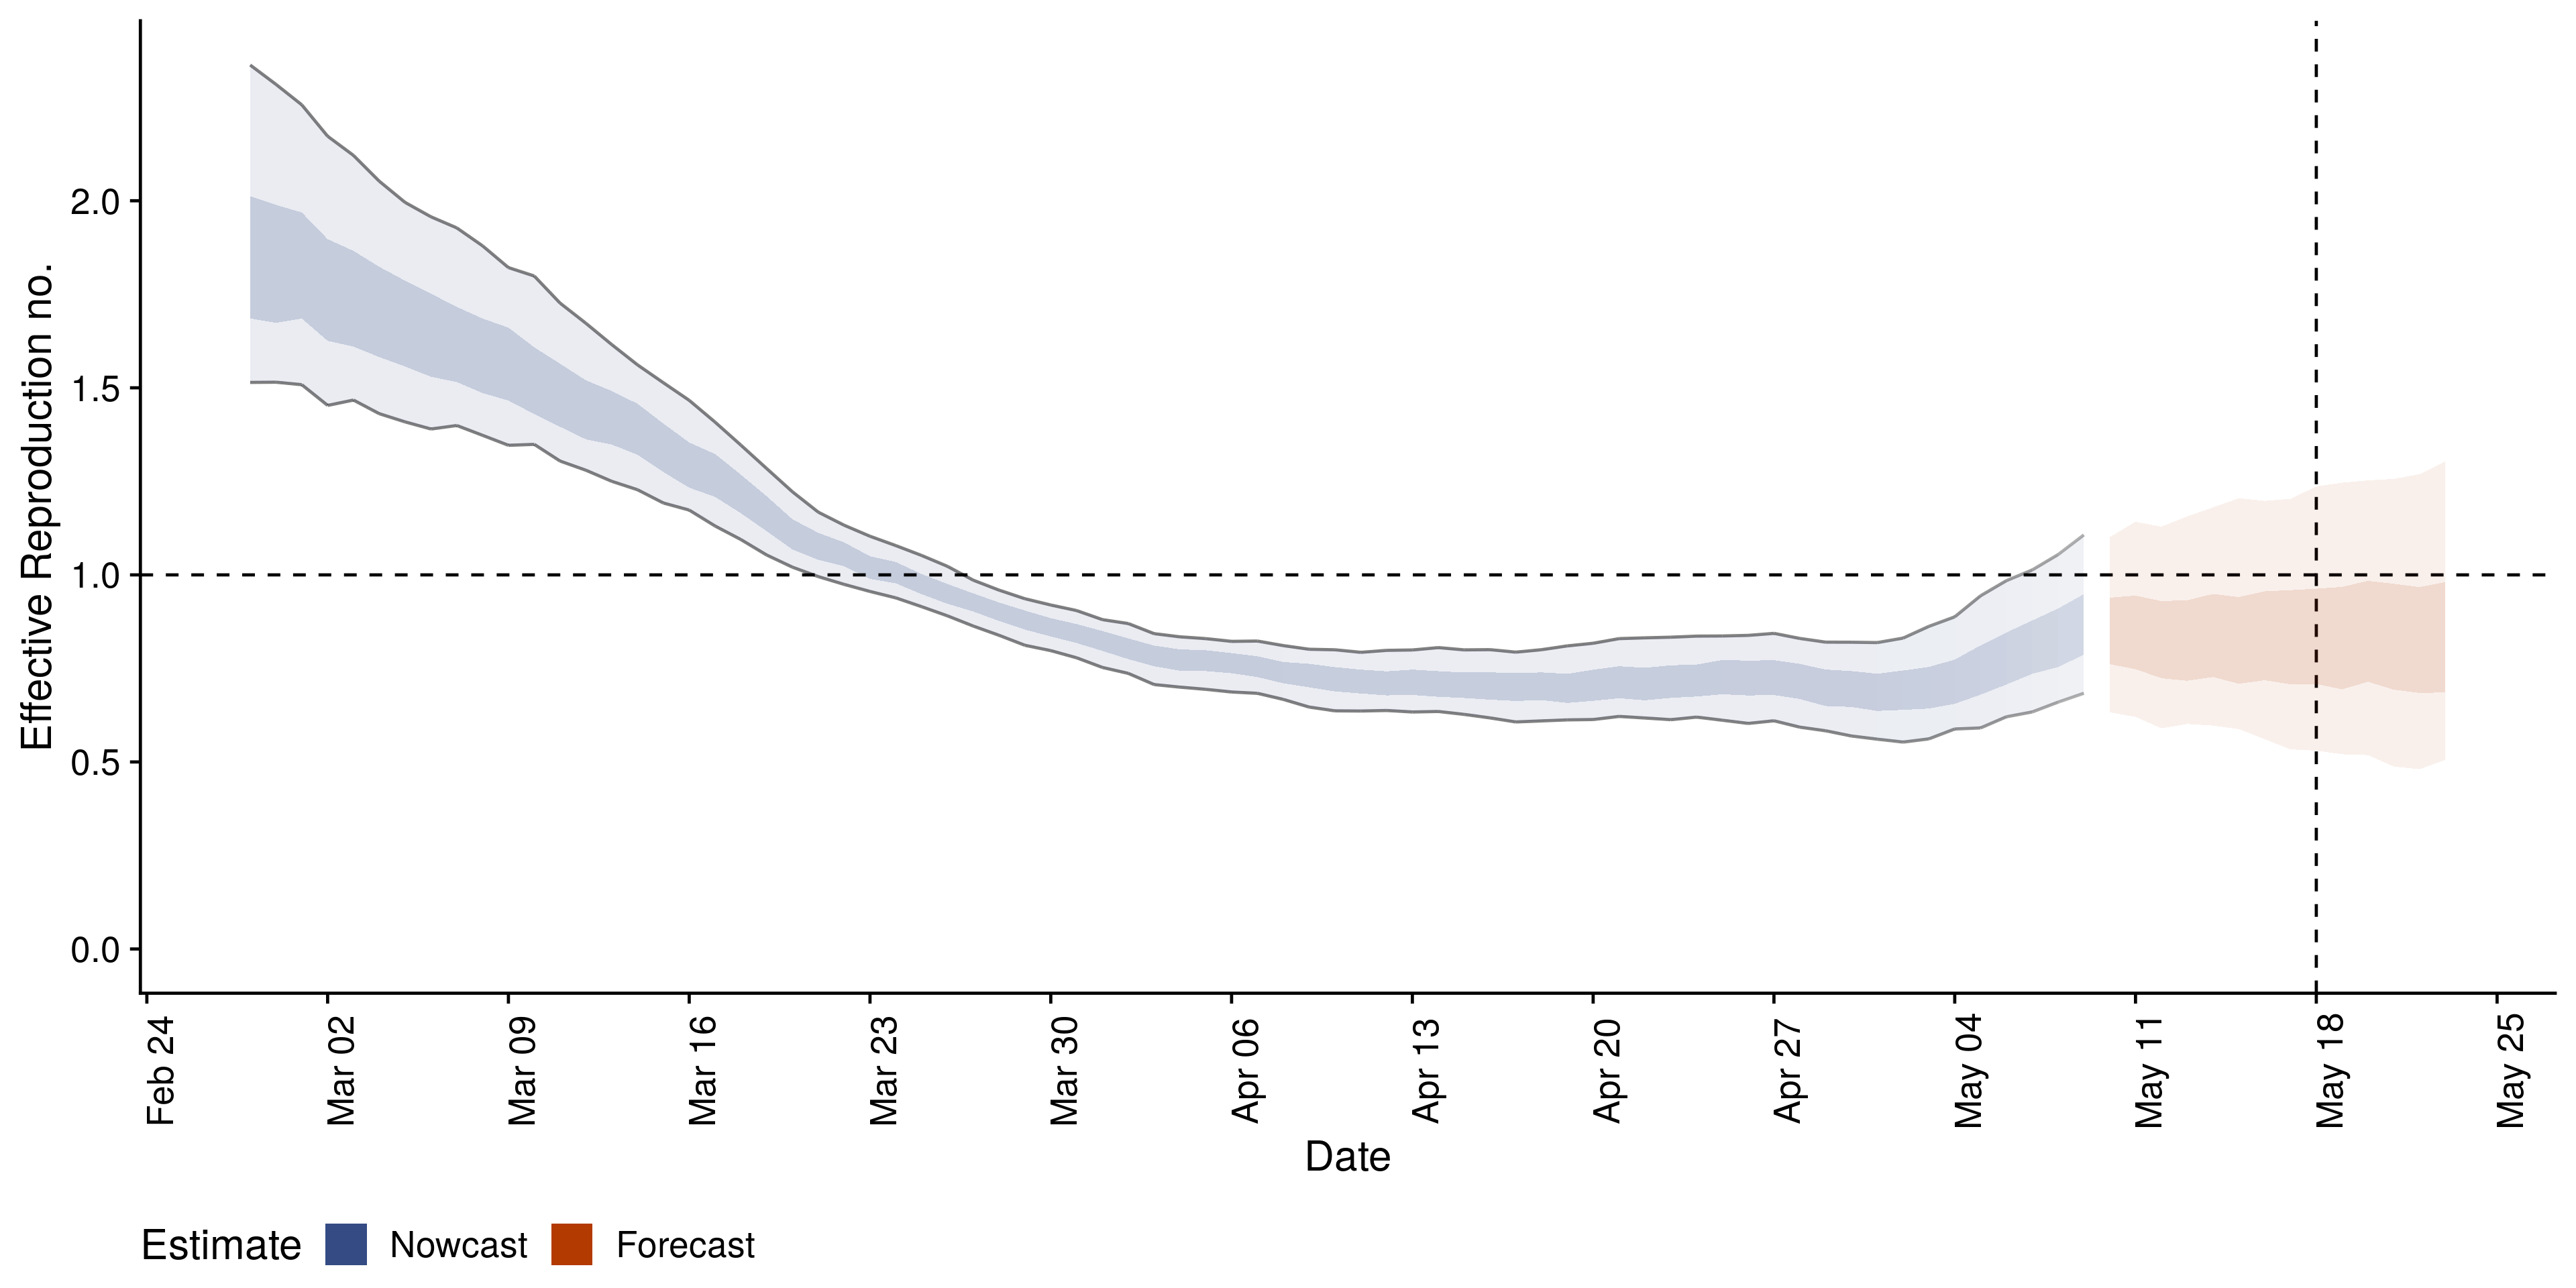 Effective Reproduction no.
2.0
1.5
1.0
0.5
0.0
Feb 24
Mar 02
Mar 09
Mar 16
Mar 23
Mar 30
Apr 06
Apr 13
Apr 20
Apr 27
May 04
May 11
May 18
May 25
Date
Estimate Nowcast Forecast